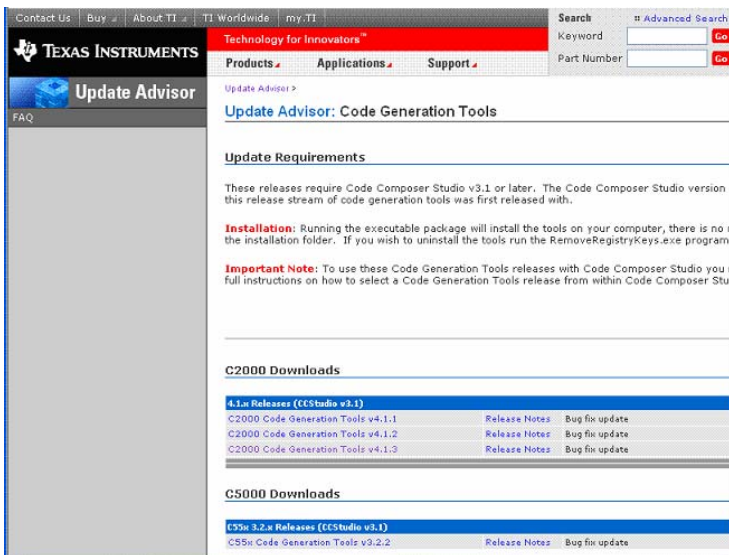 Contact Us Buy About TI TI Worldwide my.TI
Search Advanced Search
TEXAS INSTRUMENTS
Technology for Innovators™
Keyword Go
Products Applications Support
Part Number Go
Update Advisor
FAQ
Update Advisor >
Update Advisor: Code Generation Tools
Update Requirements
These releases require Code Composer Studio v3.1 or later. The Code Composer Studio version
this release stream of code generation tools was first released with.
Installation: Running the executable package will install the tools on your computer, there is no
the installation folder. If you wish to uninstall the tools run the RemoveRegistryKeys.exe program
Important Note: To use these Code Generation Tools releases with Code Composer Studio you
full instructions on how to select a Code Generation Tools release from within Code Composer Stu
C2000 Downloads
4.1.x Releases (CCStudio v3.1)
C2000 Code Generation Tools v4.1.1 Release Notes Bug fix update
C2000 Code Generation Tools v4.1.2 Release Notes Bug fix update
C2000 Code Generation Tools v4.1.3 Release Notes Bug fix update
C5000 Downloads
C55x 3.2.x Releases (CCStudio v3.1)
C55x Code Generation Tools v3.2.2 Release Notes Bug fix update